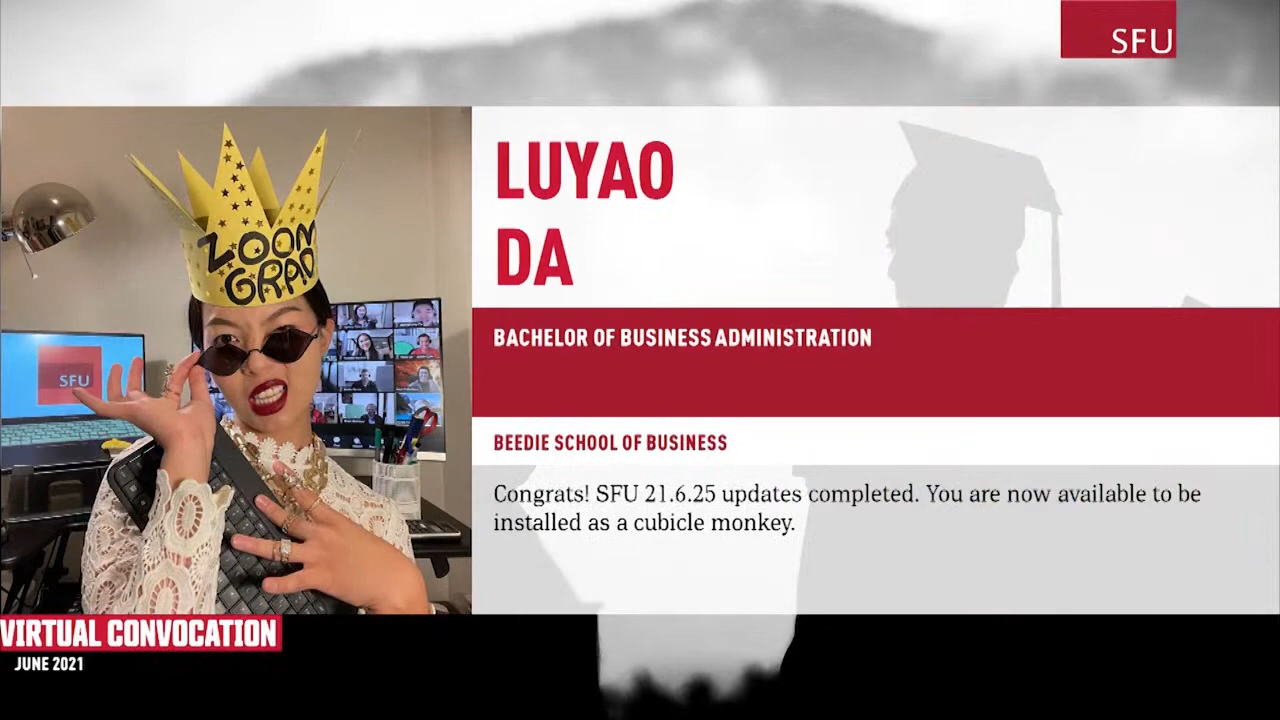 SFU
LUYAO
DA
BACHELOR OF BUSINESS ADMINISTRATION
BEEDIE SCHOOL OF BUSINESS
Congrats! SFU 21.6.25 updates completed. You are now available to be
installed as a cubicle monkey.
ZOOM
GRAD
SFU
VIRTUAL CONVOCATION
JUNE 2021